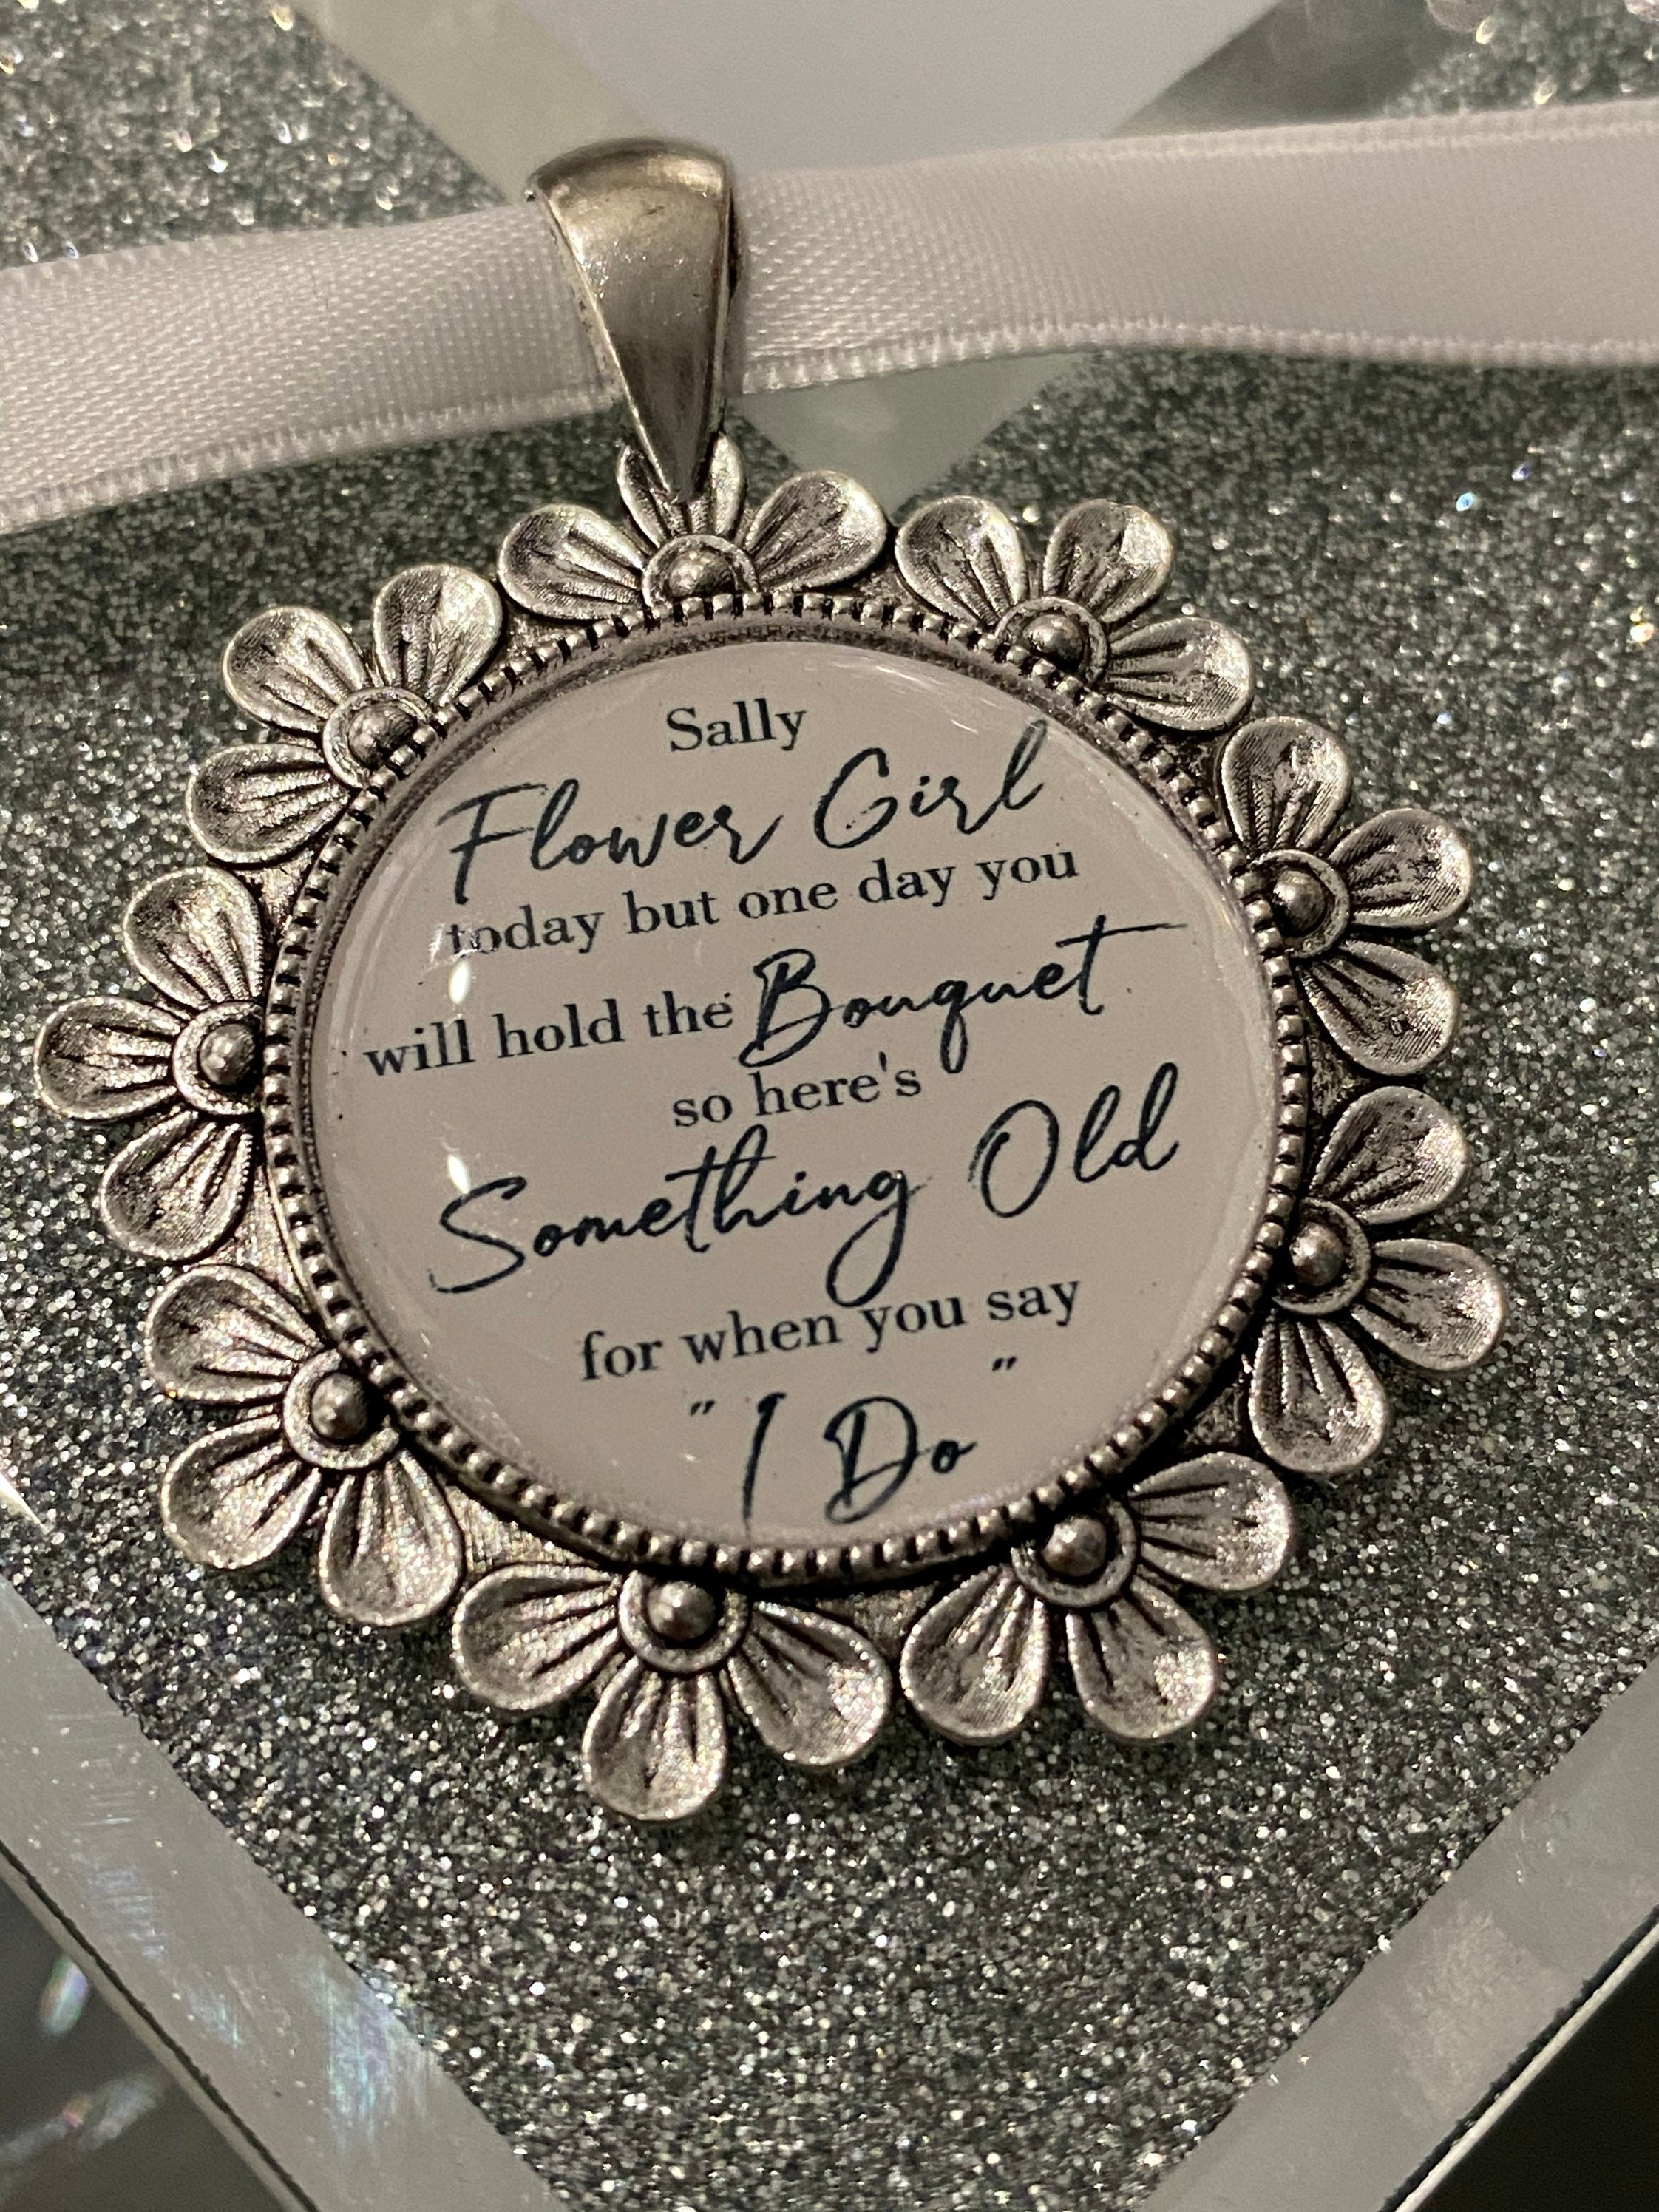 Sally
Flower Girl
today but one day you
will hold the Bouquet
so here's
Something Old
for when you say
" I Do "